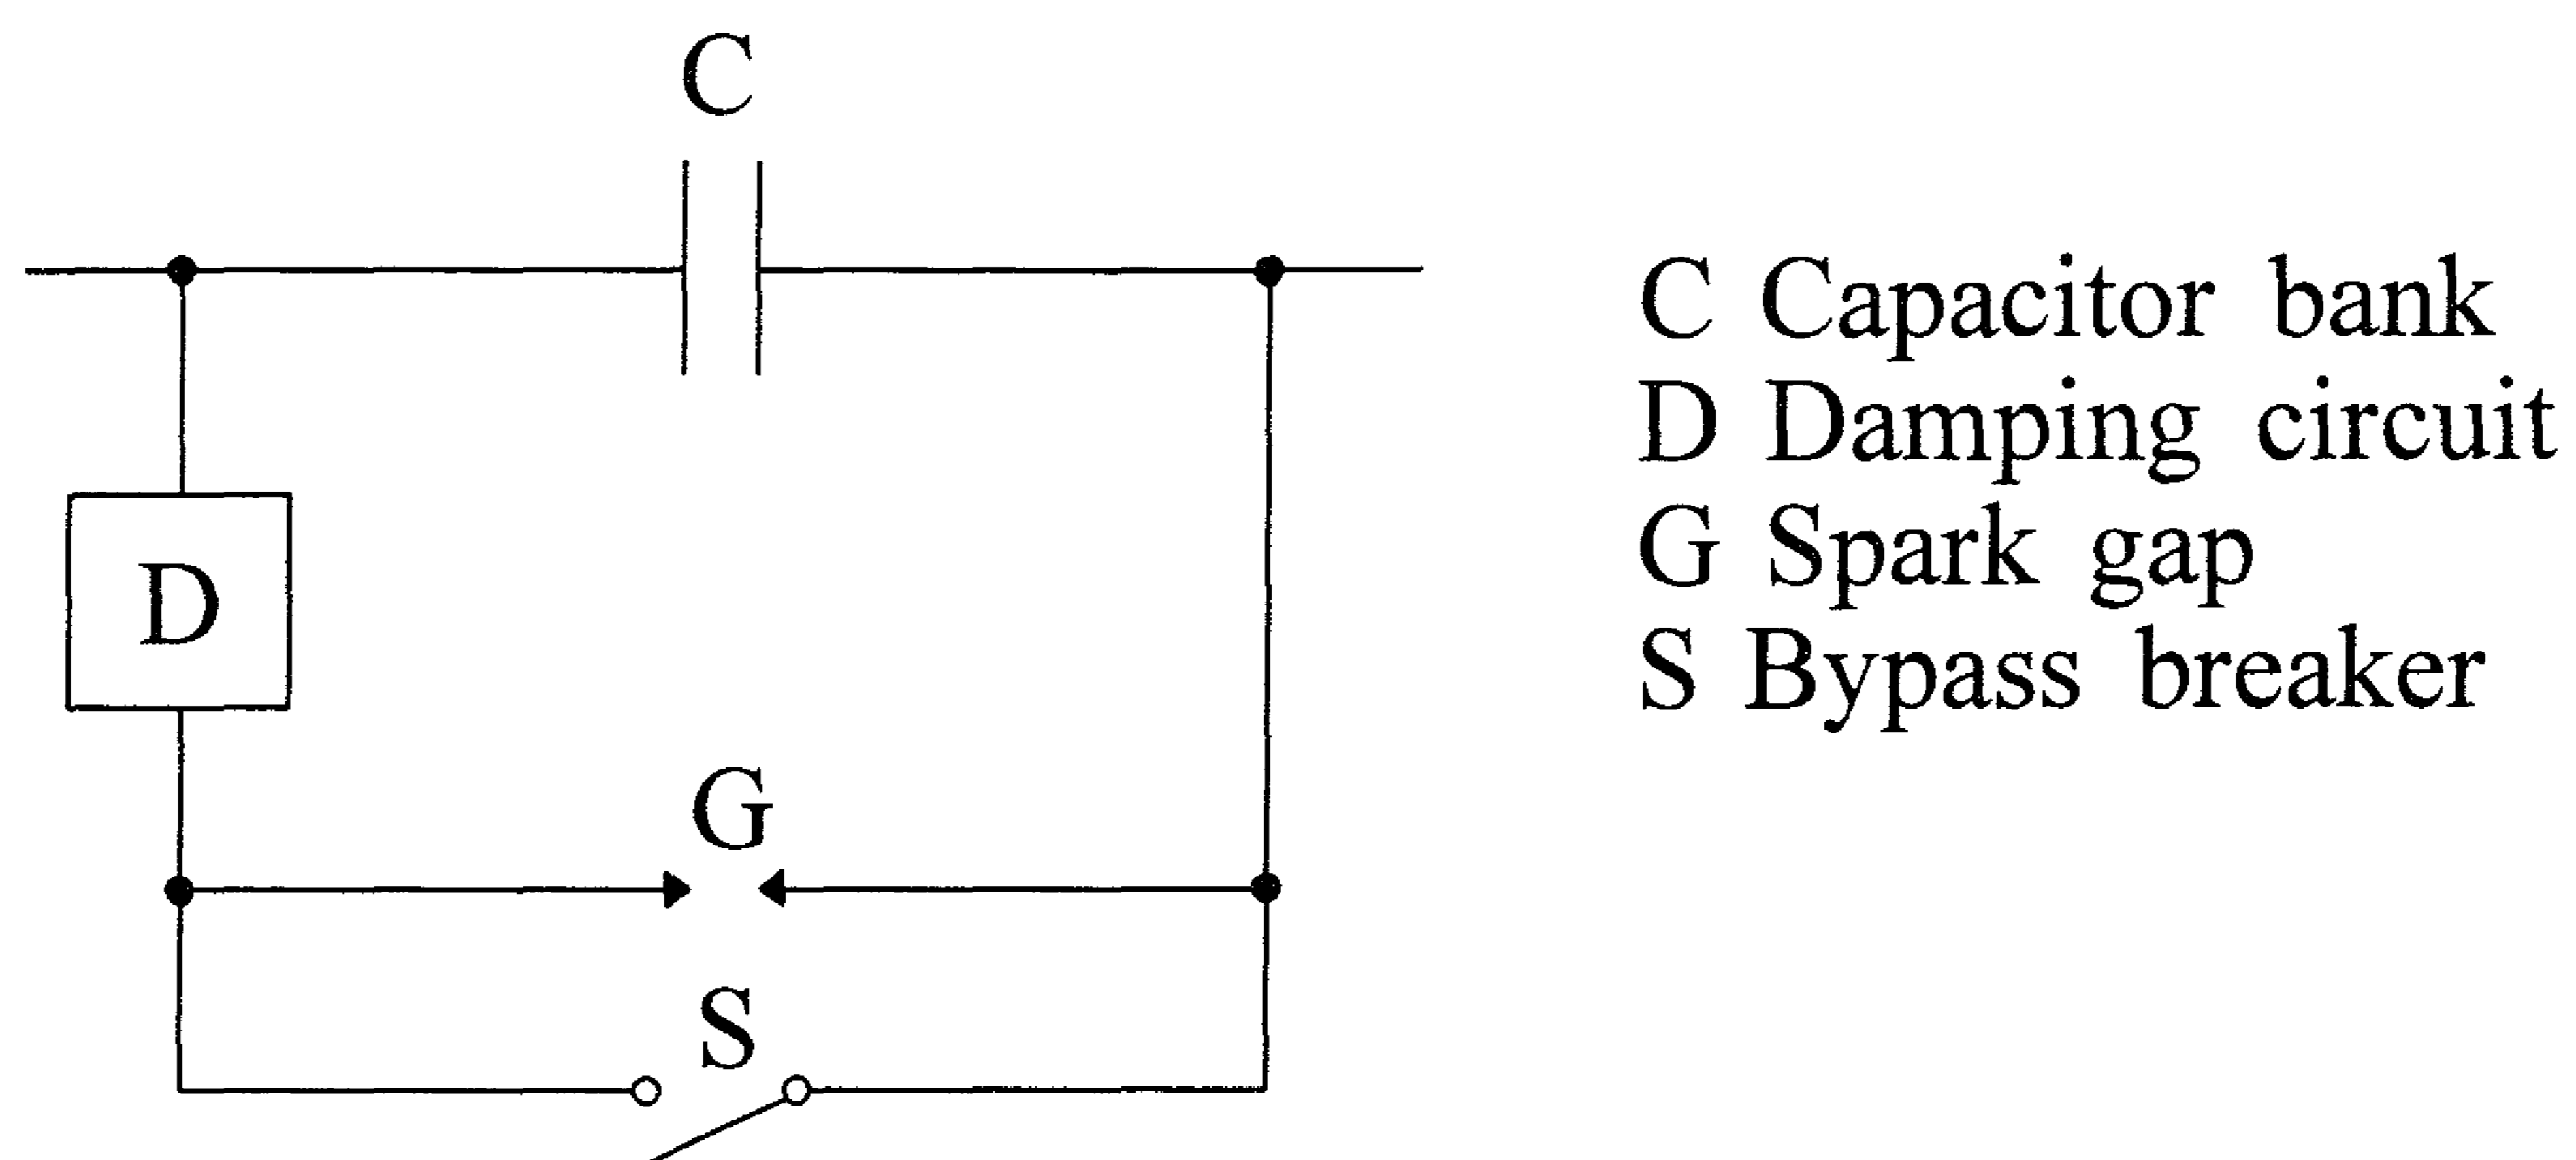 C
C Capacitor bank
D Damping circuit
G Spark gap
S Bypass breaker
D
G
S